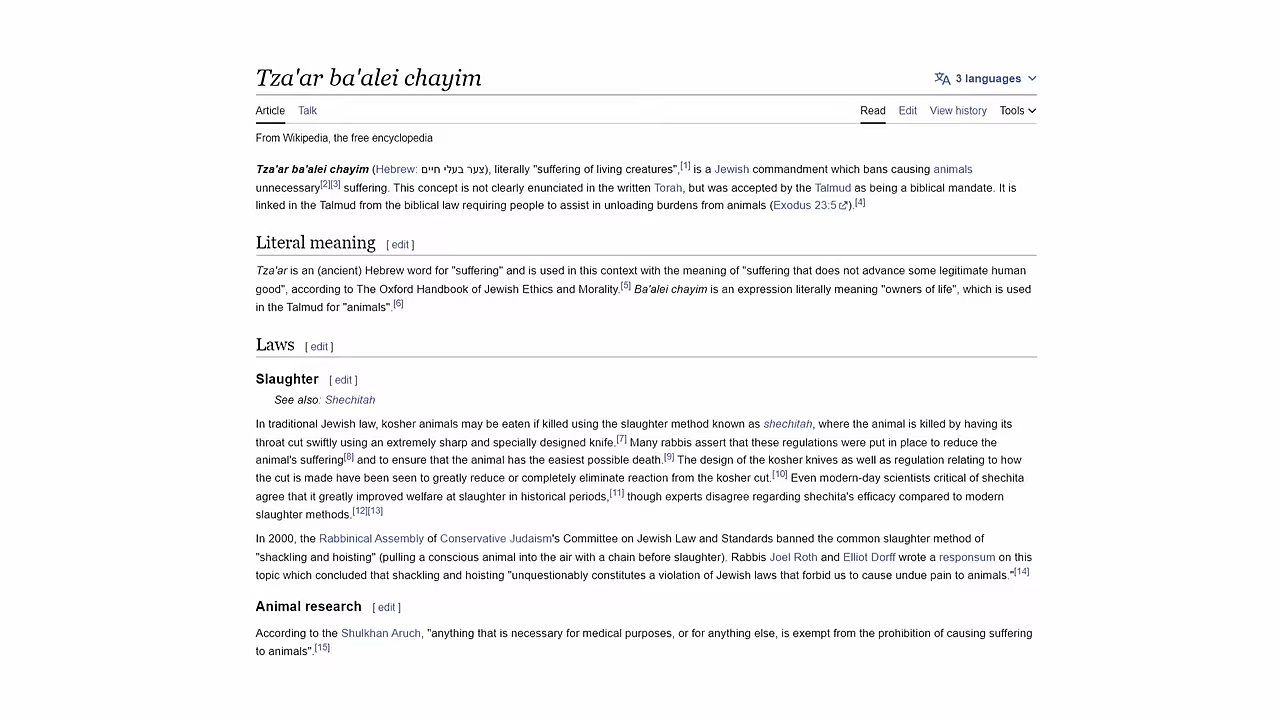 Tza'ar ba'alei chayim
3 languages
Article Talk Read Edit View history Tools
From Wikipedia, the free encyclopedia
Tza'ar ba'alei chayim (Hebrew: צער בעלי חיים), literally "suffering of living creatures",[1] is a Jewish commandment which bans causing animals
unnecessary[2][3] suffering. This concept is not clearly enunciated in the written Torah, but was accepted by the Talmud as being a biblical mandate. It is
linked in the Talmud from the biblical law requiring people to assist in unloading burdens from animals (Exodus 23:5).[4]
Literal meaning [ edit ]
Tza'ar is an (ancient) Hebrew word for "suffering" and is used in this context with the meaning of "suffering that does not advance some legitimate human
good", according to The Oxford Handbook of Jewish Ethics and Morality.[5] Ba'alei chayim is an expression literally meaning "owners of life", which is used
in the Talmud for "animals".[6]
Laws [ edit ]
Slaughter [ edit ]
See also: Shechitah
In traditional Jewish law, kosher animals may be eaten if killed using the slaughter method known as shechitah, where the animal is killed by having its
throat cut swiftly using an extremely sharp and specially designed knife.[7] Many rabbis assert that these regulations were put in place to reduce the
animal's suffering[8] and to ensure that the animal has the easiest possible death.[9] The design of the kosher knives as well as regulation relating to how
the cut is made have been seen to greatly reduce or completely eliminate reaction from the kosher cut.[10] Even modern-day scientists critical of shechita
agree that it greatly improved welfare at slaughter in historical periods,[11] though experts disagree regarding shechita's efficacy compared to modern
slaughter methods.[12][13]
In 2000, the Rabbinical Assembly of Conservative Judaism's Committee on Jewish Law and Standards banned the common slaughter method of
"shackling and hoisting" (pulling a conscious animal into the air with a chain before slaughter). Rabbis Joel Roth and Elliot Dorff wrote a responsum on this
topic which concluded that shackling and hoisting "unquestionably constitutes a violation of Jewish laws that forbid us to cause undue pain to animals."[14]
Animal research [ edit ]
According to the Shulkhan Aruch, "anything that is necessary for medical purposes, or for anything else, is exempt from the prohibition of causing suffering
to animals".[15]